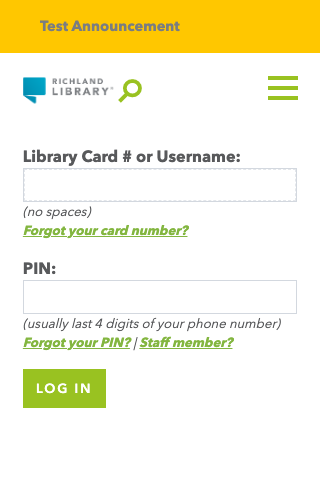 Test Announcement
RICHLAND
LIBRARY
Library Card # or Username:
(no spaces)
Forgot your card number?
PIN:
(usually last 4 digits of your phone number)
Forgot your PIN? | Staff member?
LOG IN